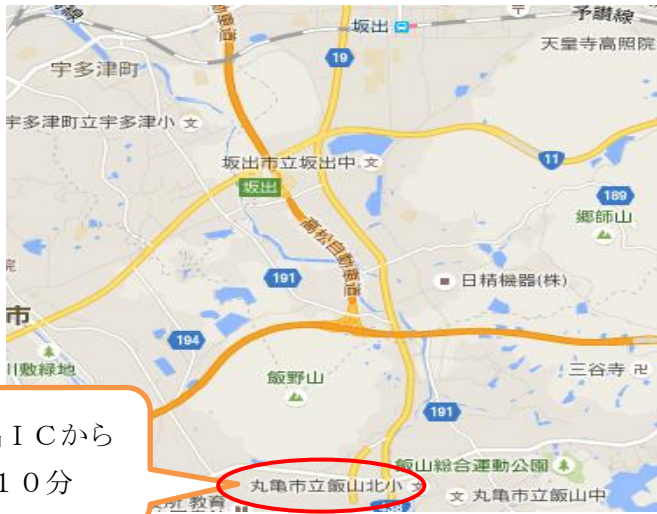 予讃線
坂出
天皇寺高照院
宇多津町
19
宇多津町立宇多津小
坂出市立坂出中
11
坂出
189
郷師山
高松自動車道
191
日精機器(株)
市
194
川敷緑地
三谷寺
飯野山
191
ＩＣから
１０分
飯山総合運動公園
丸亀市立飯山北小
丸亀市立飯山中